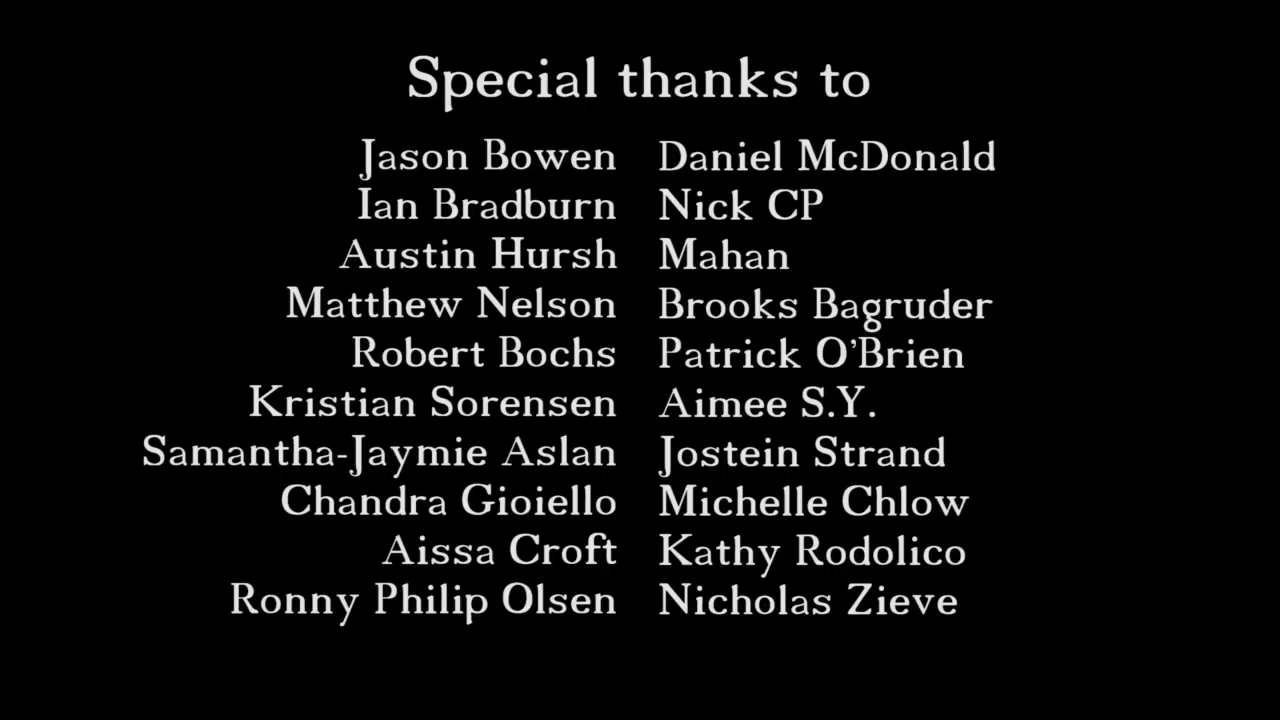 Special thanks to
Jason Bowen Daniel McDonald
Ian Bradburn Nick CP
Austin Hursh Mahan
Matthew Nelson Brooks Bagruder
Robert Bochs Patrick O'Brien
Kristian Sorensen Aimee S.Y.
Samantha-Jaymie Aslan Jostein Strand
Chandra Gioiello Michelle Chlow
Aissa Croft Kathy Rodolico
Ronny Philip Olsen Nicholas Zieve